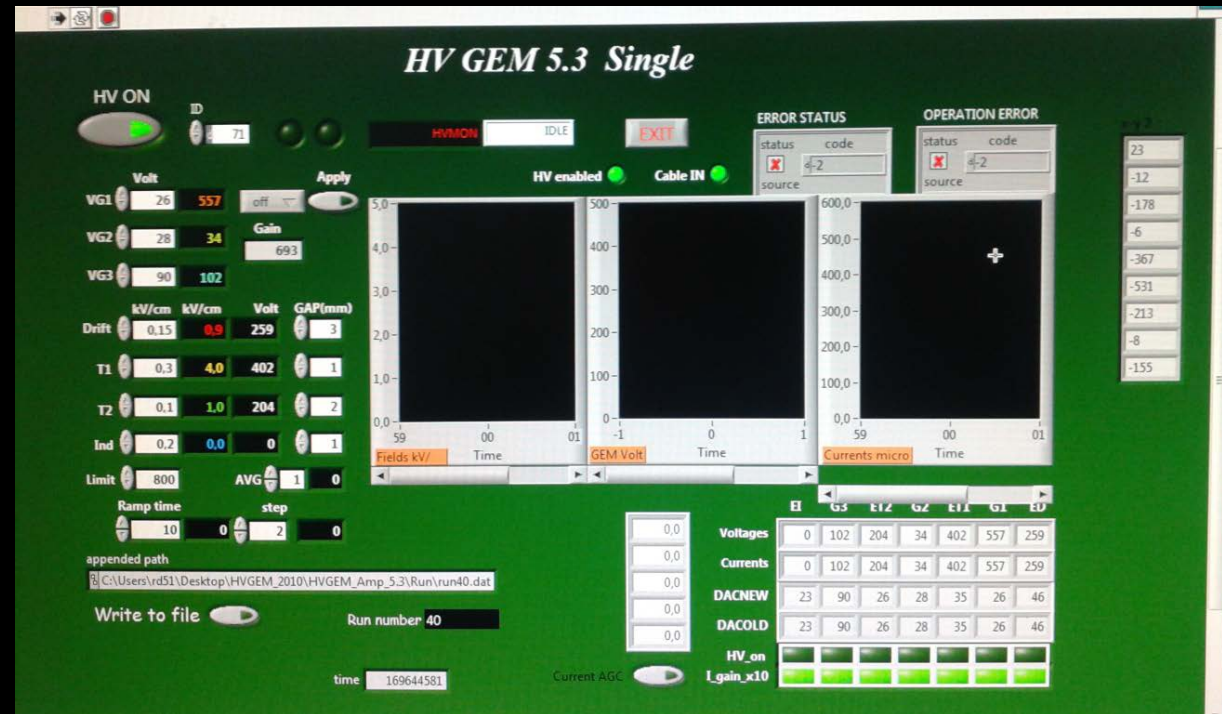 HV GEM 5.3 Single
HV ON
ID
71
HVMON
IDLE
EXIT
ERROR STATUS
status code
-2
source
OPERATION ERROR
status code
-2
source
HV enabled
Cable IN
Volt
Apply
VG1 26 557
off
VG2 28 34
Gain
693
VG3 90 102
kV/cm kV/cm Volt GAP(mm)
Drift 0,15 0,9 259 3
T1 0,3 4,0 402 1
T2 0,1 1,0 204 2
Ind 0,2 0,0 0 1
Limit 800
AVG 1 0
Ramp time
step
10 0 2 0
appended path
C:\Users\rd51\Desktop\HVGEM_2010\HVGEM_Amp_5.3\Run\run40.dat
Write to file
Run number 40
time 169644581
5,0
4,0
3,0
2,0
1,0
0,0
59 00 01
Fields kV/
Time
500
400
300
200
100
0
-1 0 1
GEM Volt
Time
600,0
500,0
400,0
300,0
200,0
100,0
0,0
59 00 01
Currents micro
Time
23
-12
-178
-6
-367
-531
-213
-8
-155
0,0
0,0
0,0
0,0
0,0
EI G3 ET2 G2 ET1 G1 ED
Voltages 0 102 204 34 402 557 259
Currents 0 102 204 34 402 557 259
DACNEW 23 90 26 28 35 26 46
DACOLD 23 90 26 28 35 26 46
HV_on
I_gain_x10
Current AGC